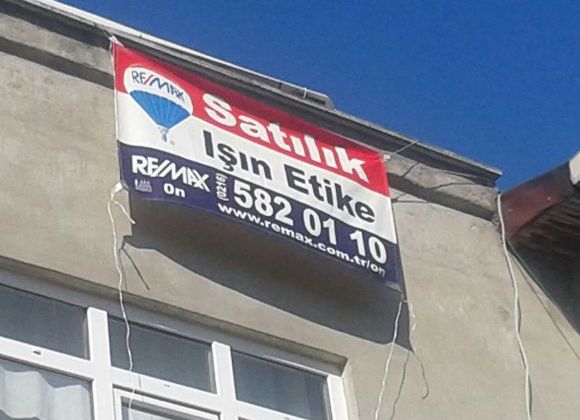 RE/MAX
Satılık
Işın Etike
RE/MAX
On
(0216) 582 01 10
www.remax.com.tr/on